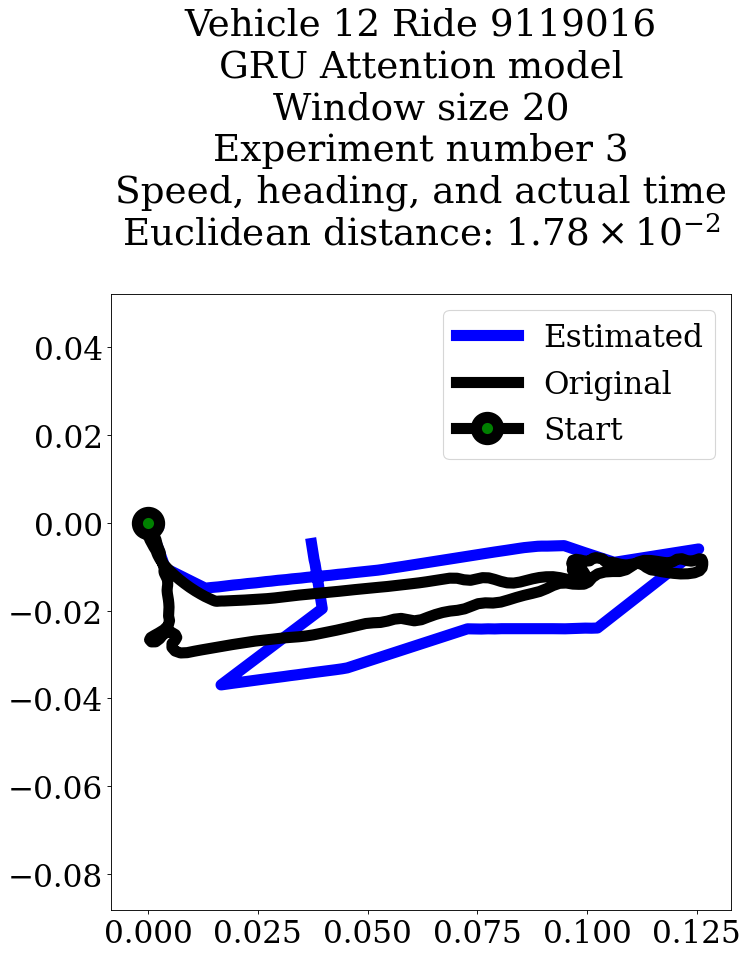 Vehicle 12 Ride 9119016
GRU Attention model
Window size 20
Experiment number 3
Speed, heading, and actual time
Euclidean distance: 1.78 × 10⁻²
Estimated
Original
Start
0.04
0.02
0.00
−0.02
−0.04
−0.06
−0.08
0.000 0.025 0.050 0.075 0.100 0.125